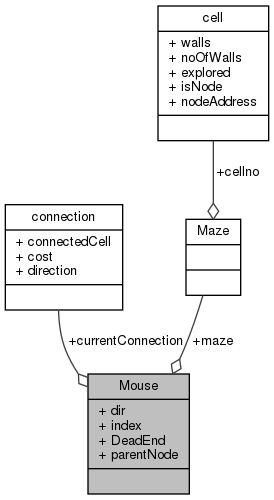 cell
+ walls
+ noOfWalls
+ explored
+ isNode
+ nodeAddress
+cellno
connection
+ connectedCell
+ cost
+ direction
Maze
+currentConnection
+maze
Mouse
+ dir
+ index
+ DeadEnd
+ parentNode